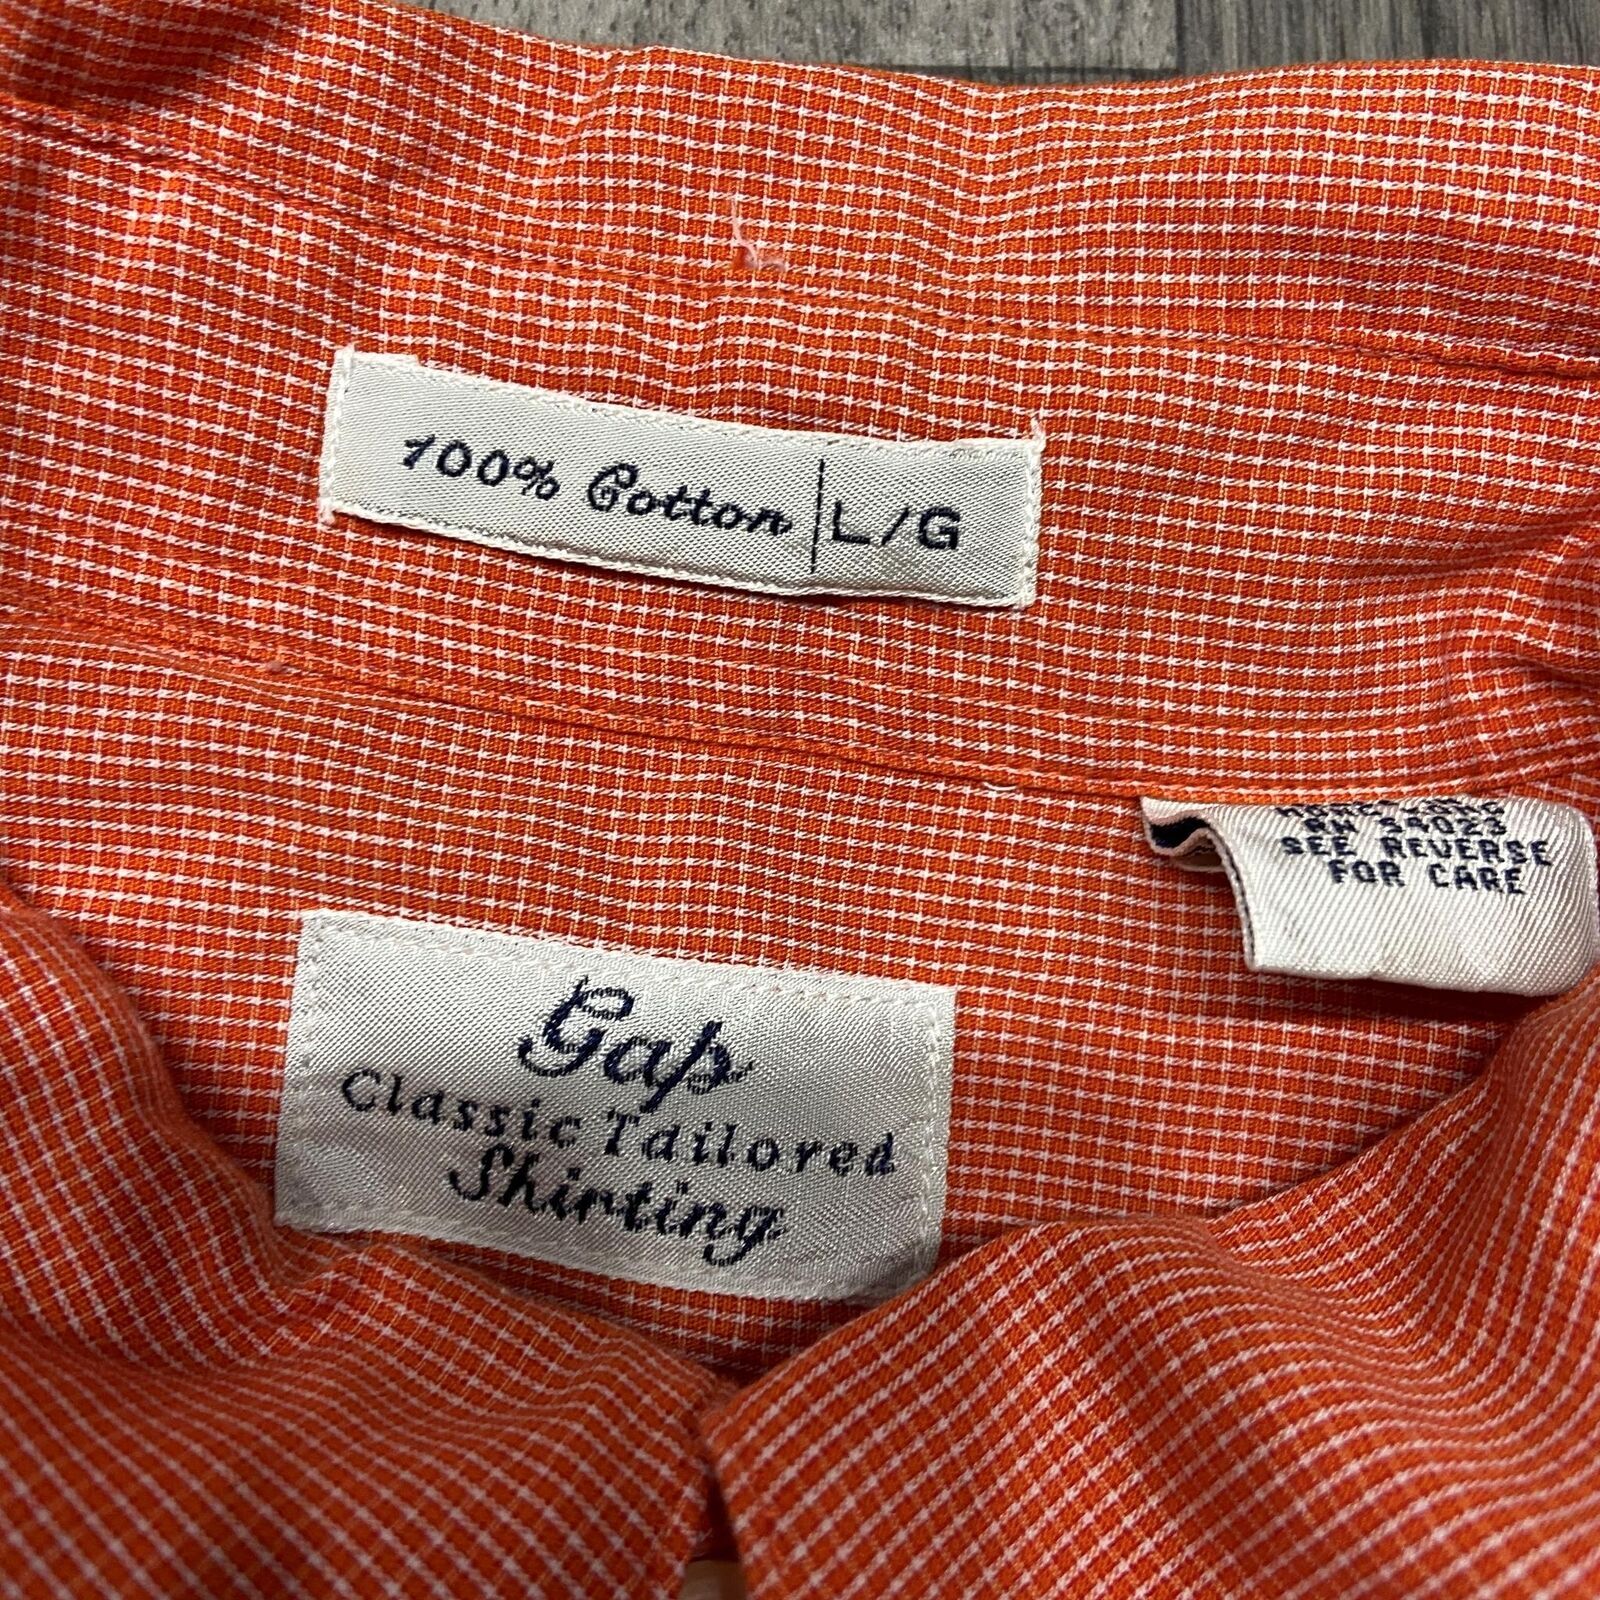 100% Cotton | L/G
RN 54023
SEE REVERSE
FOR CARE
Gap
Classic Tailored
Shirting